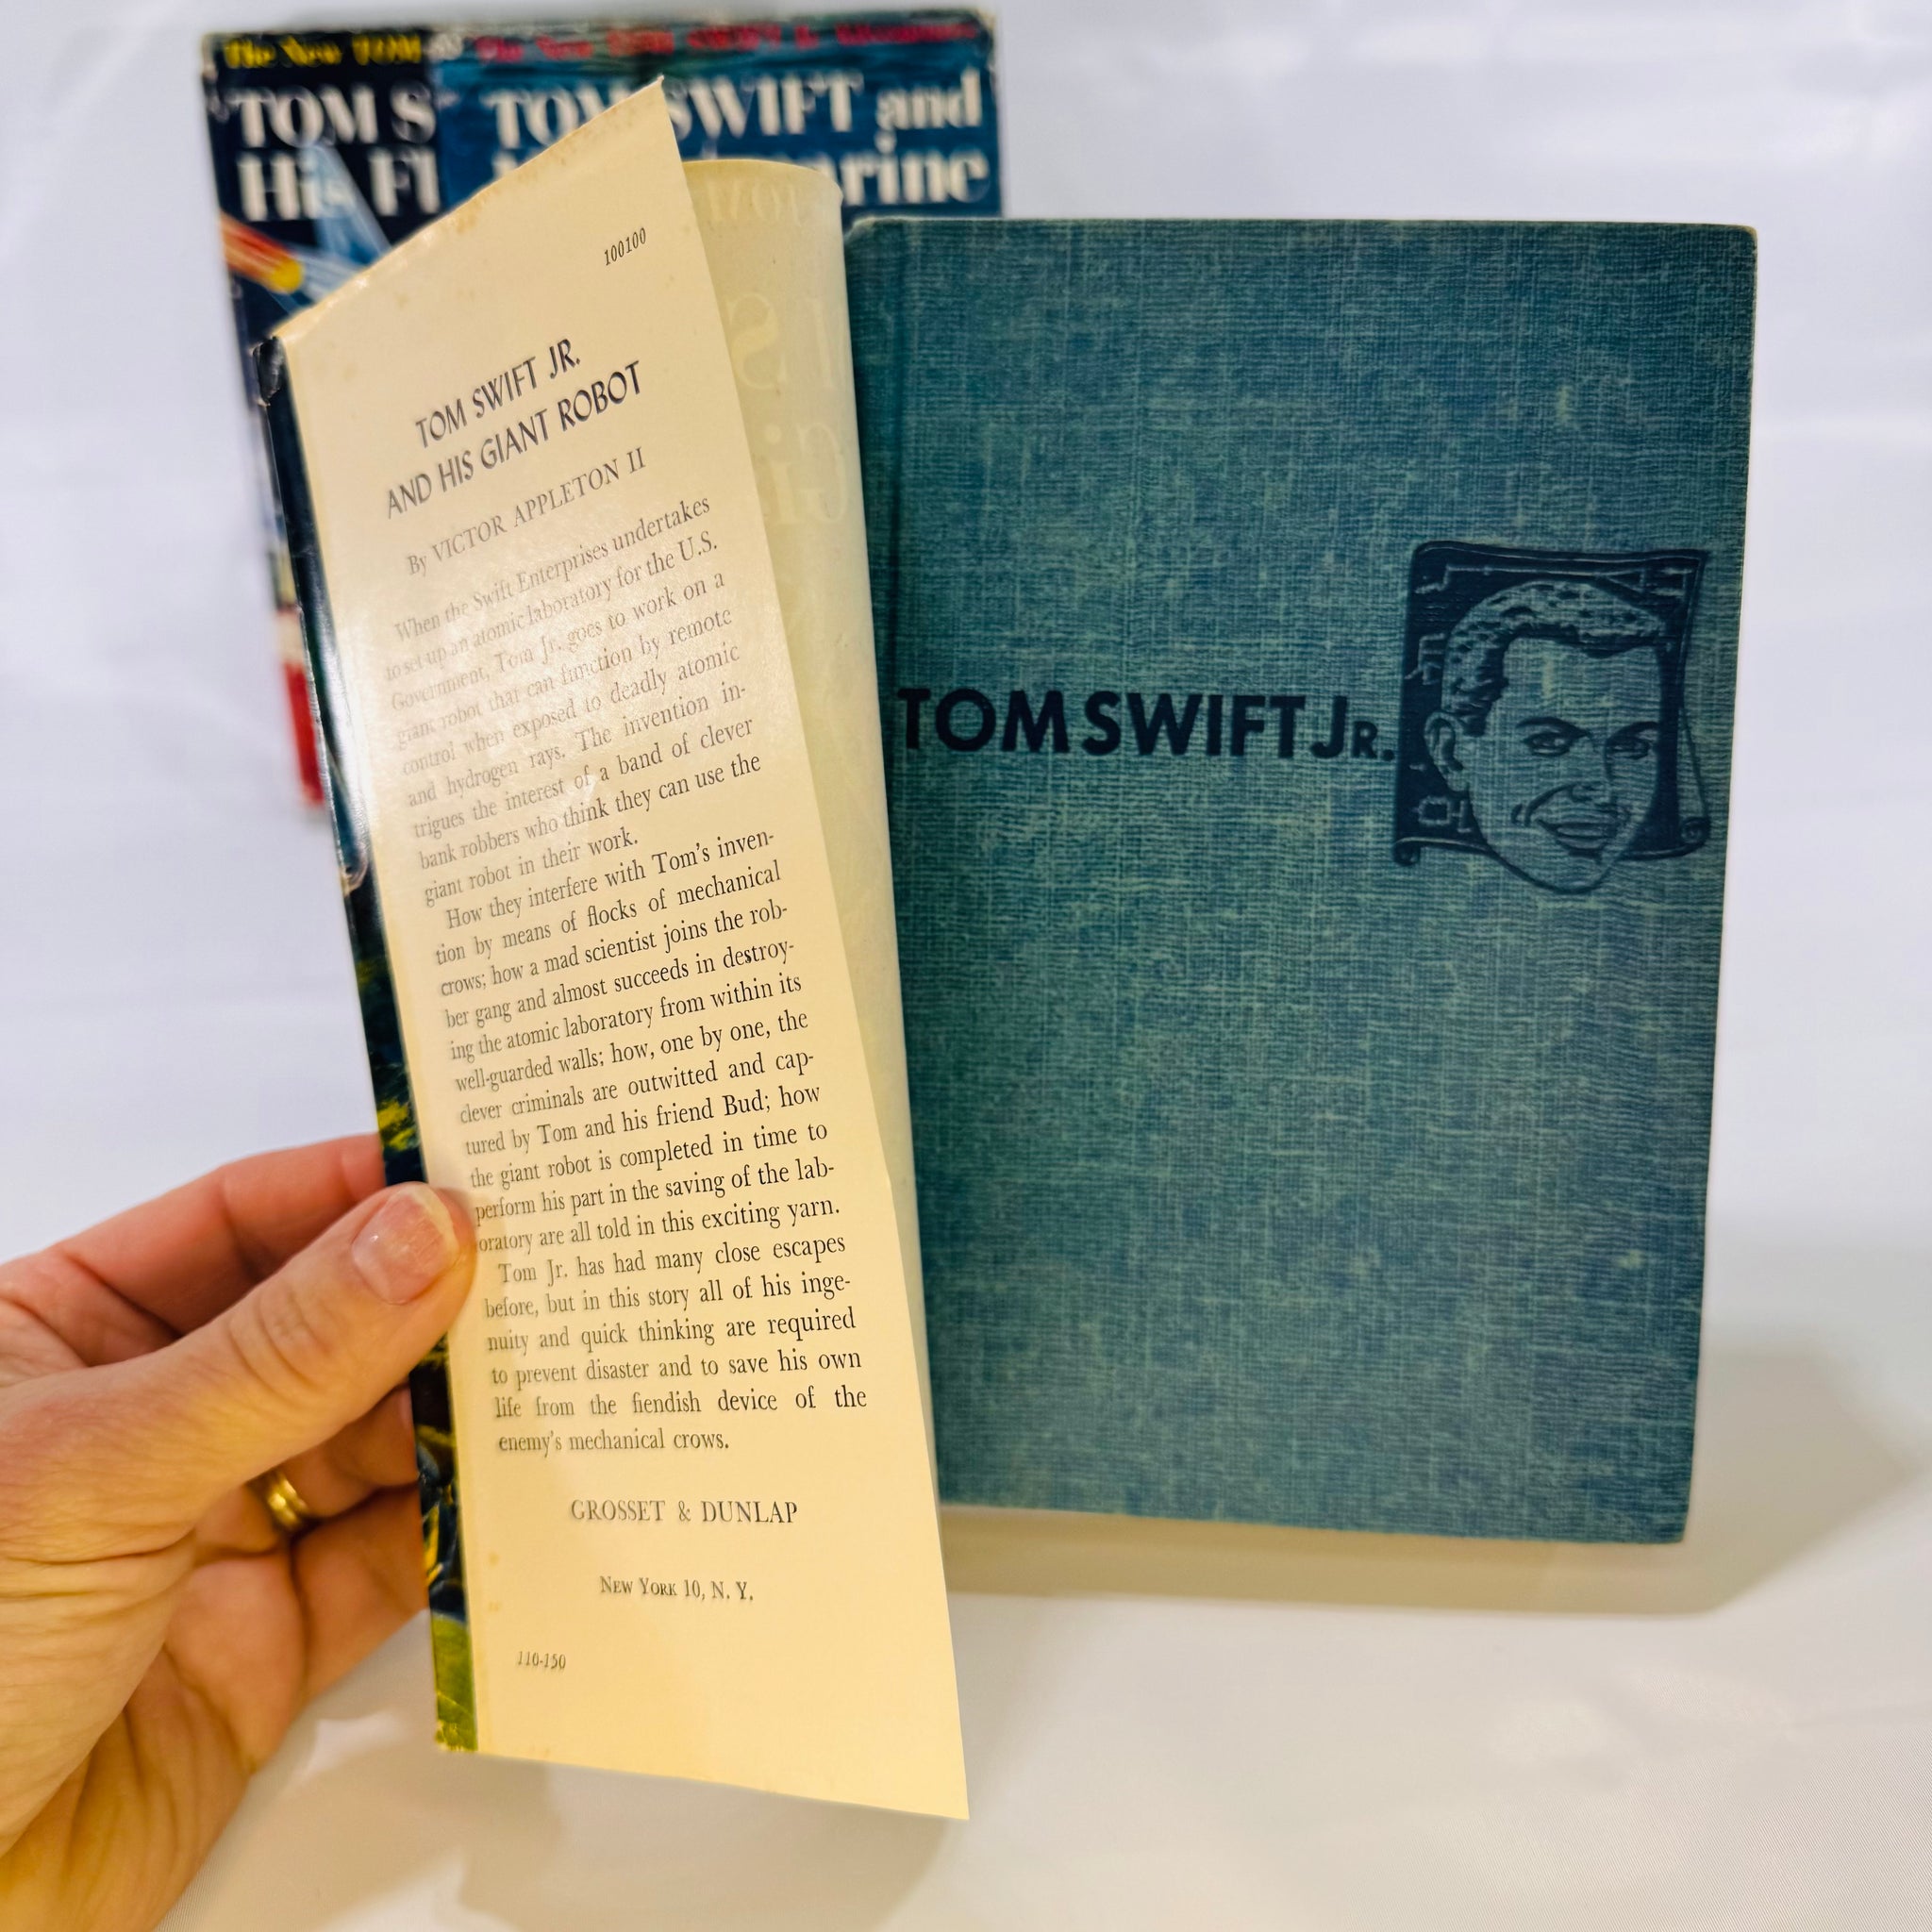 The New TOM
The New TOM SWIFT Jr. Adventures
TOM S
TOM SWIFT and
His Fl
marine
100100
TOM SWIFT JR.
AND HIS GIANT ROBOT
By VICTOR APPLETON II
When the Swift Enterprises undertakes
to set up an atomic laboratory for the U.S.
Government, Tom Jr. goes to work on a
giant robot that can function by remote
control when exposed to deadly atomic
and hydrogen rays. The invention in-
trigues the interest of a band of clever
bank robbers who think they can use the
giant robot in their work.
How they interfere with Tom's inven-
tion by means of flocks of mechanical
crows; how a mad scientist joins the rob-
ber gang and almost succeeds in destroy-
ing the atomic laboratory from within its
well-guarded walls; how, one by one, the
clever criminals are outwitted and cap-
tured by Tom and his friend Bud; how
the giant robot is completed in time to
perform his part in the saving of the lab-
oratory are all told in this exciting yarn.
Tom Jr. has had many close escapes
before, but in this story all of his inge-
nuity and quick thinking are required
to prevent disaster and to save his own
life from the fiendish device of the
enemy's mechanical crows.
GROSSET & DUNLAP
NEW YORK 10, N. Y.
110-150
TOM SWIFT JR.